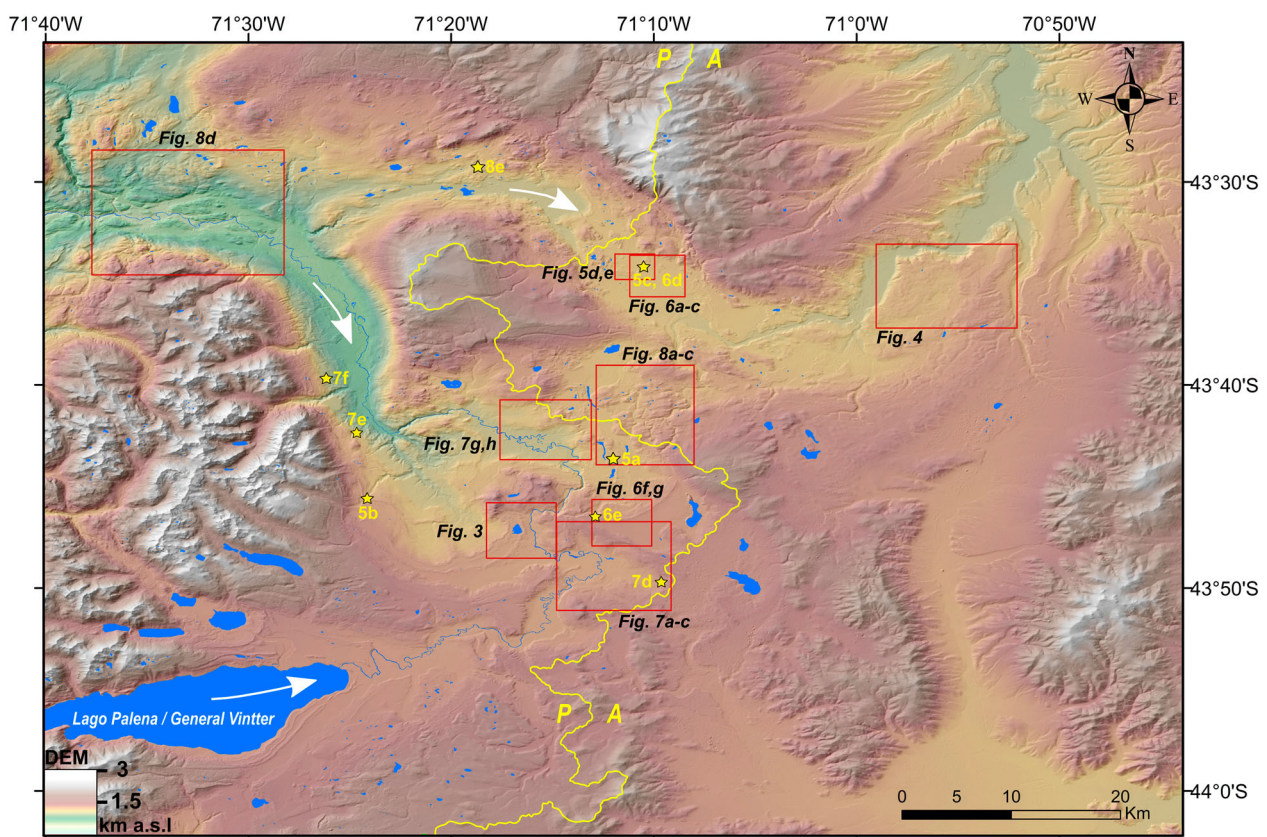 71°40'W
71°30'W
71°20'W
71°10'W
71°0'W
70°50'W
P A
N
W E
S
Fig. 8d
8e
43°30'S
Fig. 5d,e
5c, 6d
Fig. 6a-c
Fig. 4
Fig. 8a-c
7f
43°40'S
7e
Fig. 7g,h
5a
Fig. 6f,g
5b
6e
Fig. 3
7d
43°50'S
Fig. 7a-c
Lago Palena / General Vintter
P A
DEM
3
1.5
km a.s.l
44°0'S
0 5 10 20
Km